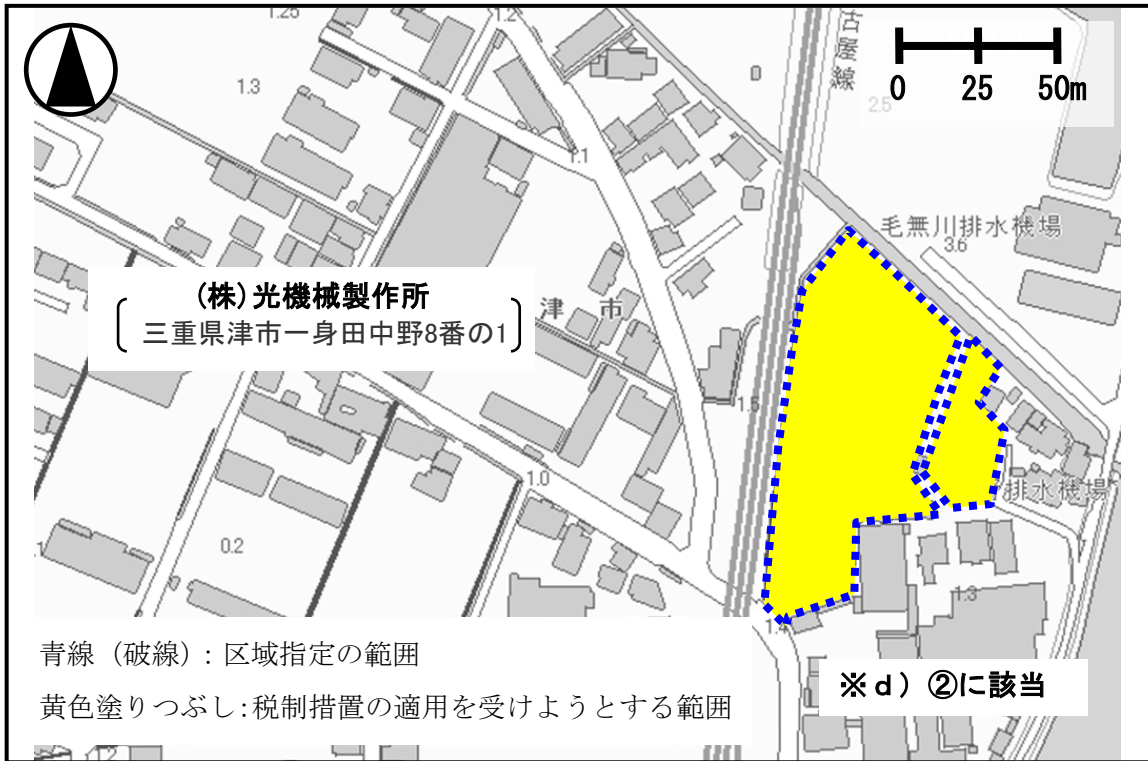 1.25
1.2
古屋線
0 25 50m
1.3
2.5
1.1
毛無川排水機場
3.6
(株)光機械製作所
三重県津市一身田中野8番の1
津市
1.5
1.0
排水機場
0.2
1.3
1.4
青線（破線）：区域指定の範囲
黄色塗りつぶし：税制措置の適用を受けようとする範囲
※ｄ）②に該当
1.2